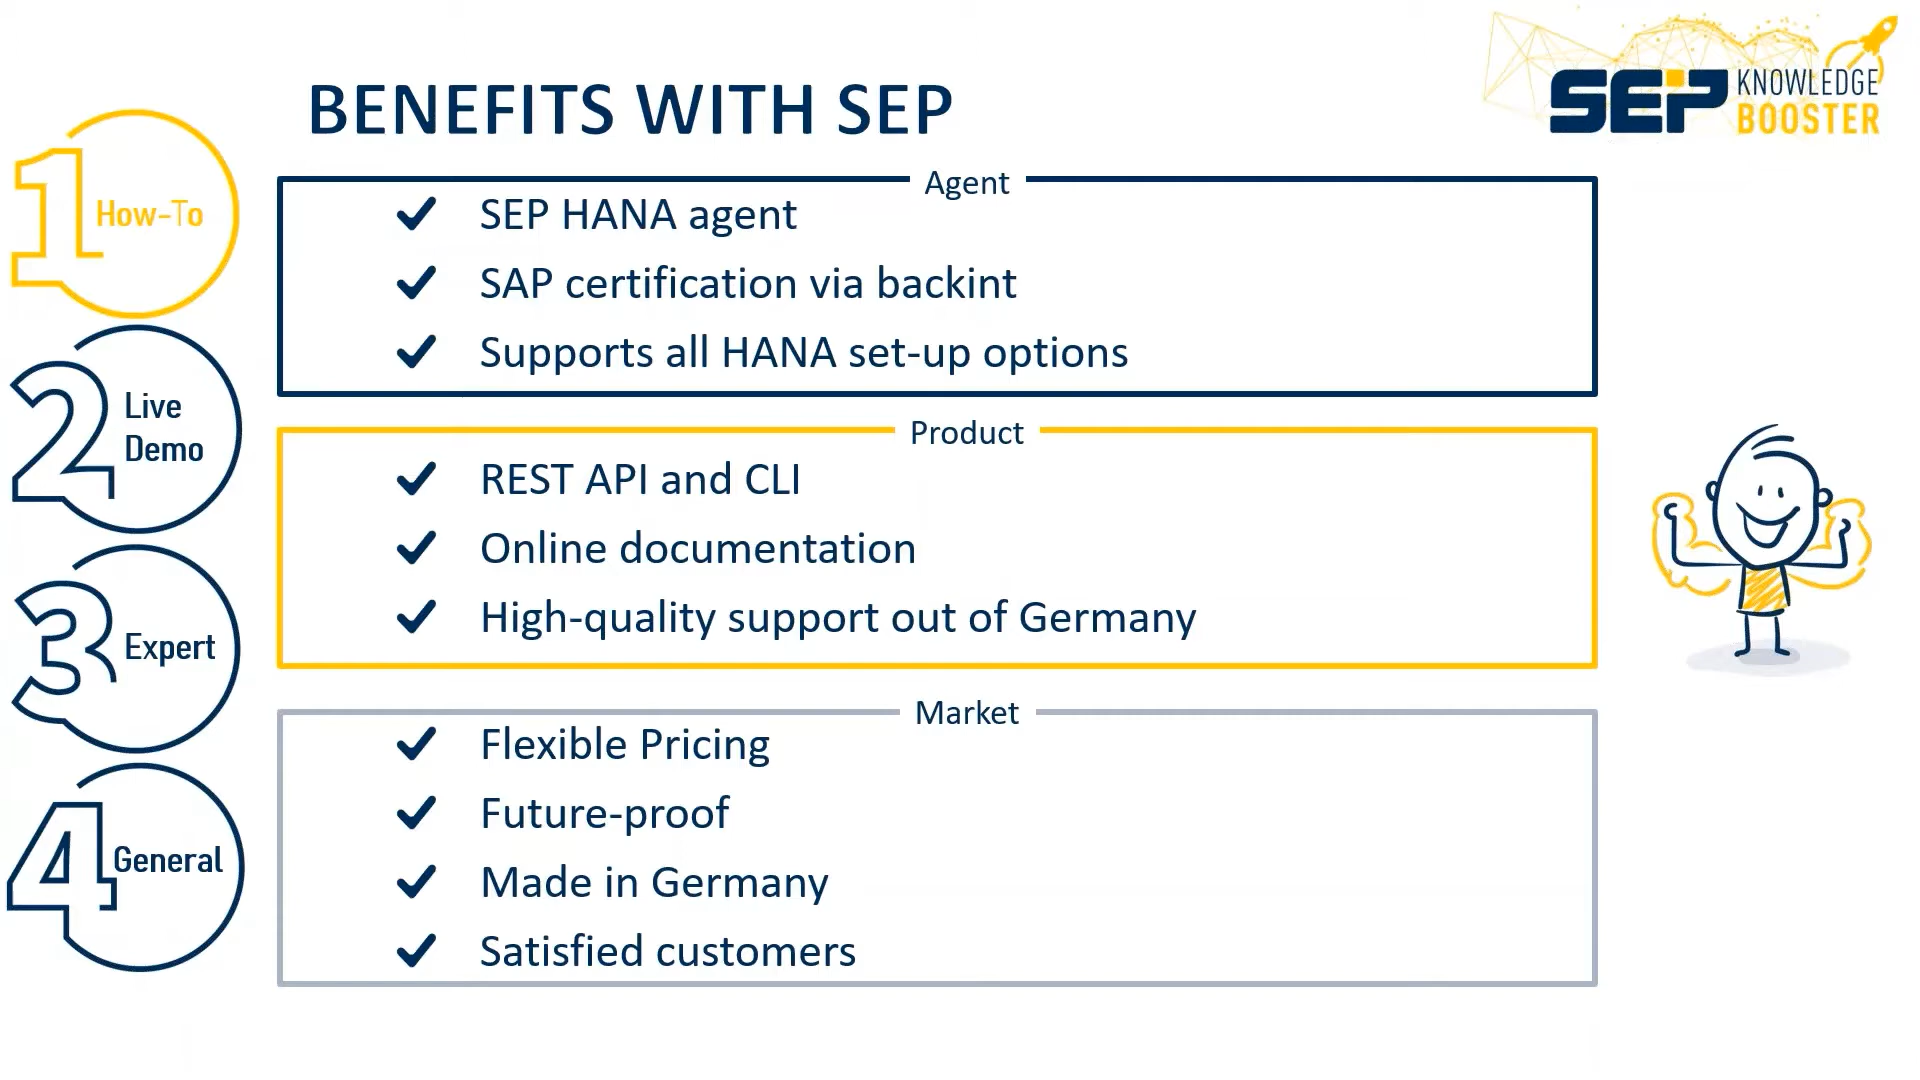 SEP KNOWLEDGE
BOOSTER
BENEFITS WITH SEP
1 How-To
2 Live
Demo
3 Expert
4 General
Agent
✔ SEP HANA agent
✔ SAP certification via backint
✔ Supports all HANA set-up options
Product
✔ REST API and CLI
✔ Online documentation
✔ High-quality support out of Germany
Market
✔ Flexible Pricing
✔ Future-proof
✔ Made in Germany
✔ Satisfied customers